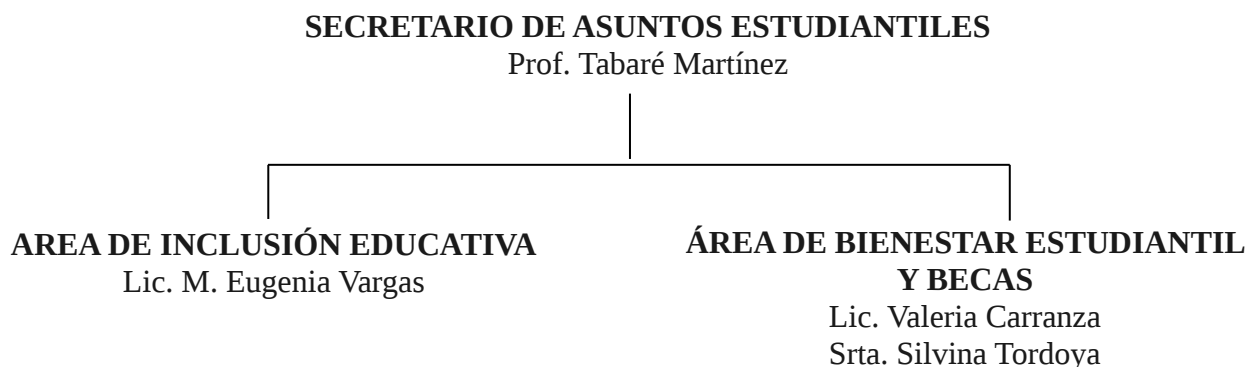 SECRETARIO DE ASUNTOS ESTUDIANTILES
Prof. Tabaré Martínez
AREA DE INCLUSIÓN EDUCATIVA
Lic. M. Eugenia Vargas
ÁREA DE BIENESTAR ESTUDIANTIL
Y BECAS
Lic. Valeria Carranza
Srta. Silvina Tordoya